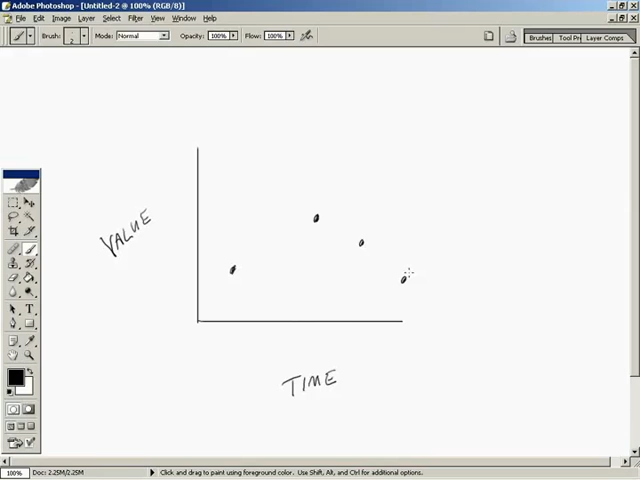 Adobe Photoshop - [Untitled-2 @ 100% (RGB/8)]
File Edit Image Layer Select Filter View Window Help
Brush: 2 Mode: Normal Opacity: 100% Flow: 100% Brushes Tool Pr Layer Comps
VALUE
TIME
100% Doc: 2.25M/2.25M Click and drag to paint using foreground color. Use Shift, Alt, and Ctrl for additional options.